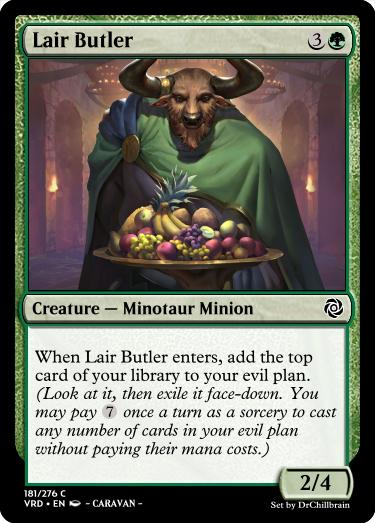 Lair Butler 3
Creature — Minotaur Minion
When Lair Butler enters, add the top
card of your library to your evil plan.
(Look at it, then exile it face-down. You
may pay 7 once a turn as a sorcery to cast
any number of cards in your evil plan
without paying their mana costs.)
2/4
181/276 C
VRD • EN - CARAVAN -
Set by DrChillbrain